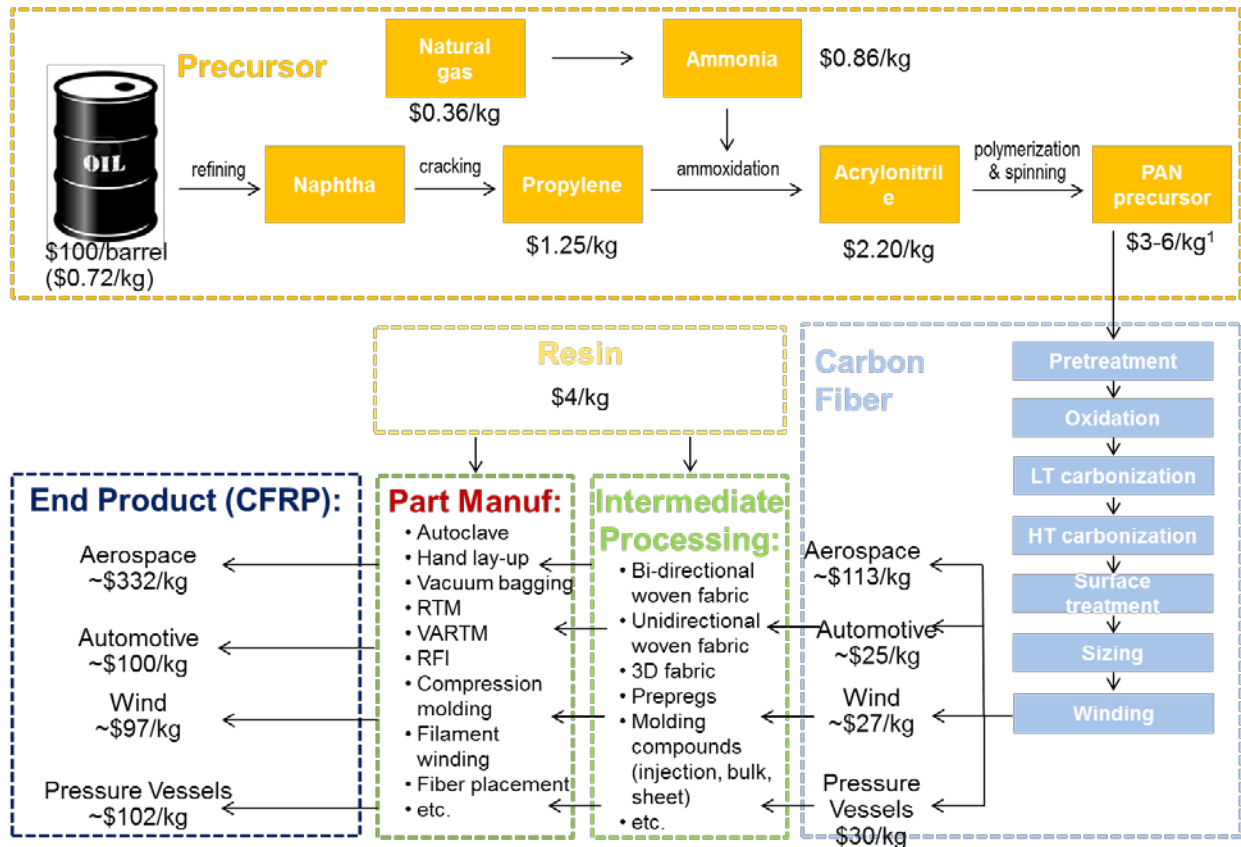 Precursor
Natural
gas
$0.36/kg
Ammonia
$0.86/kg
OIL
$100/barrel
($0.72/kg)
refining
Naphtha
cracking
Propylene
$1.25/kg
ammoxidation
Acrylonitril
e
$2.20/kg
polymerization
& spinning
PAN
precursor
$3-6/kg¹
Resin
$4/kg
Carbon
Fiber
Pretreatment
Oxidation
LT carbonization
HT carbonization
Surface
treatment
Sizing
Winding
Aerospace
~$113/kg
Automotive
~$25/kg
Wind
~$27/kg
Pressure
Vessels
$30/kg
Intermediate
Processing:
• Bi-directional
woven fabric
• Unidirectional
woven fabric
• 3D fabric
• Prepregs
• Molding
compounds
(injection, bulk,
sheet)
• etc.
Part Manuf:
• Autoclave
• Hand lay-up
• Vacuum bagging
• RTM
• VARTM
• RFI
• Compression
molding
• Filament
winding
• Fiber placement
• etc.
End Product (CFRP):
Aerospace
~$332/kg
Automotive
~$100/kg
Wind
~$97/kg
Pressure Vessels
~$102/kg